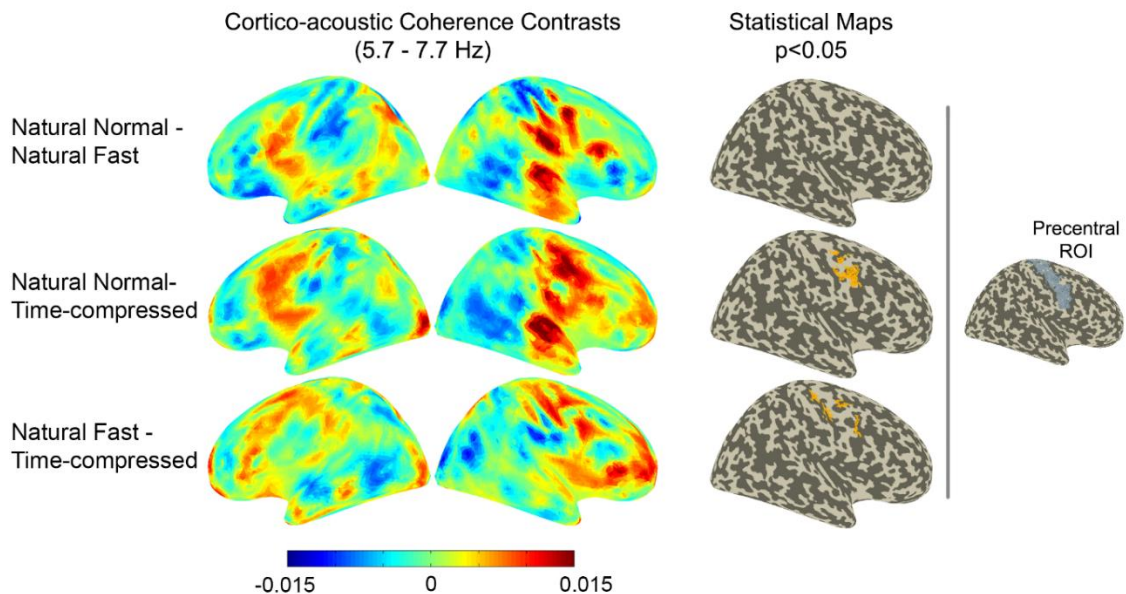 Cortico-acoustic Coherence Contrasts
(5.7 - 7.7 Hz)
Statistical Maps
p<0.05
Natural Normal -
Natural Fast
Natural Normal-
Time-compressed
Natural Fast -
Time-compressed
Precentral
ROI
-0.015
0
0.015